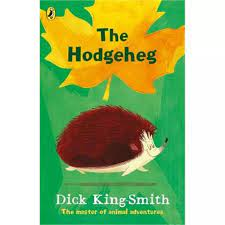 The
Hodgeheg
Dick King-Smith
The master of animal adventures